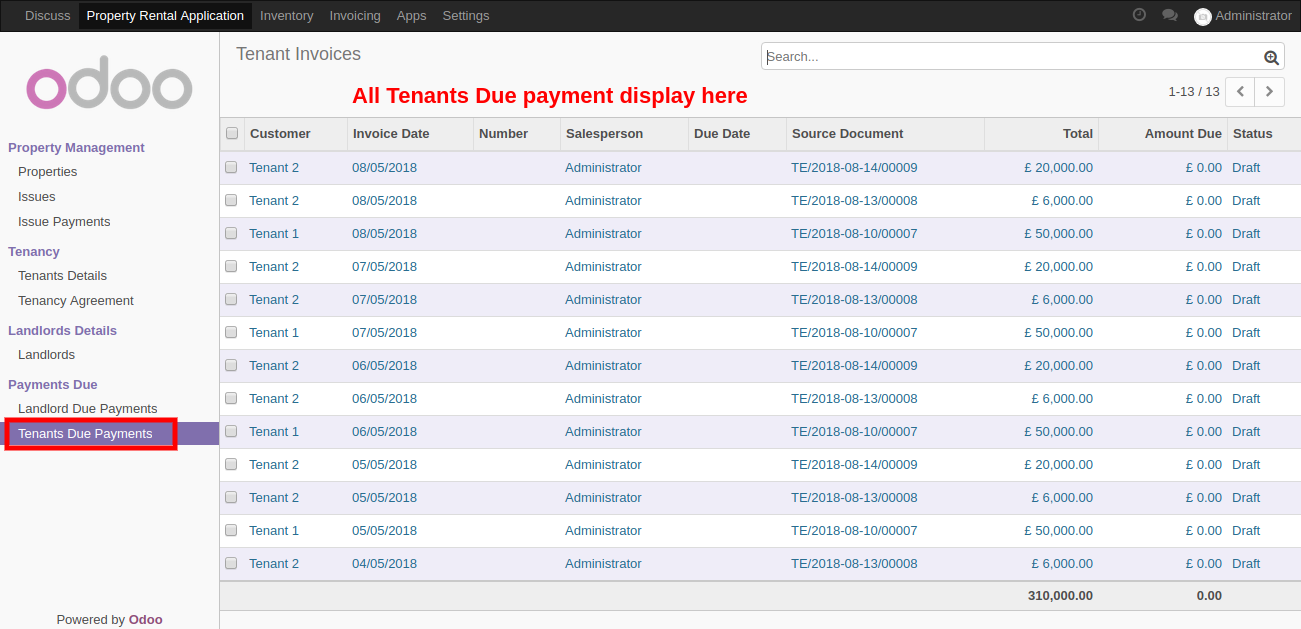 Discuss Property Rental Application Inventory Invoicing Apps Settings Administrator
odoo
Property Management
Properties
Issues
Issue Payments
Tenancy
Tenants Details
Tenancy Agreement
Landlords Details
Landlords
Payments Due
Landlord Due Payments
Tenants Due Payments
Powered by Odoo
Tenant Invoices
Search...
All Tenants Due payment display here
1-13 / 13
Customer Invoice Date Number Salesperson Due Date Source Document Total Amount Due Status
Tenant 2 08/05/2018 Administrator TE/2018-08-14/00009 £ 20,000.00 £ 0.00 Draft
Tenant 2 08/05/2018 Administrator TE/2018-08-13/00008 £ 6,000.00 £ 0.00 Draft
Tenant 1 08/05/2018 Administrator TE/2018-08-10/00007 £ 50,000.00 £ 0.00 Draft
Tenant 2 07/05/2018 Administrator TE/2018-08-14/00009 £ 20,000.00 £ 0.00 Draft
Tenant 2 07/05/2018 Administrator TE/2018-08-13/00008 £ 6,000.00 £ 0.00 Draft
Tenant 1 07/05/2018 Administrator TE/2018-08-10/00007 £ 50,000.00 £ 0.00 Draft
Tenant 2 06/05/2018 Administrator TE/2018-08-14/00009 £ 20,000.00 £ 0.00 Draft
Tenant 2 06/05/2018 Administrator TE/2018-08-13/00008 £ 6,000.00 £ 0.00 Draft
Tenant 1 06/05/2018 Administrator TE/2018-08-10/00007 £ 50,000.00 £ 0.00 Draft
Tenant 2 05/05/2018 Administrator TE/2018-08-14/00009 £ 20,000.00 £ 0.00 Draft
Tenant 2 05/05/2018 Administrator TE/2018-08-13/00008 £ 6,000.00 £ 0.00 Draft
Tenant 1 05/05/2018 Administrator TE/2018-08-10/00007 £ 50,000.00 £ 0.00 Draft
Tenant 2 04/05/2018 Administrator TE/2018-08-13/00008 £ 6,000.00 £ 0.00 Draft
310,000.00 0.00